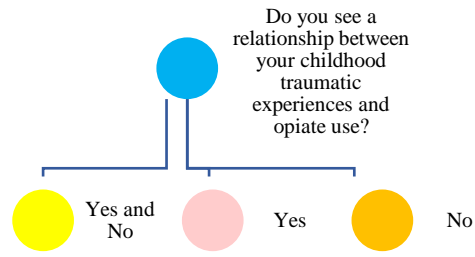 Do you see a
relationship between
your childhood
traumatic
experiences and
opiate use?
Yes and
No
Yes
No